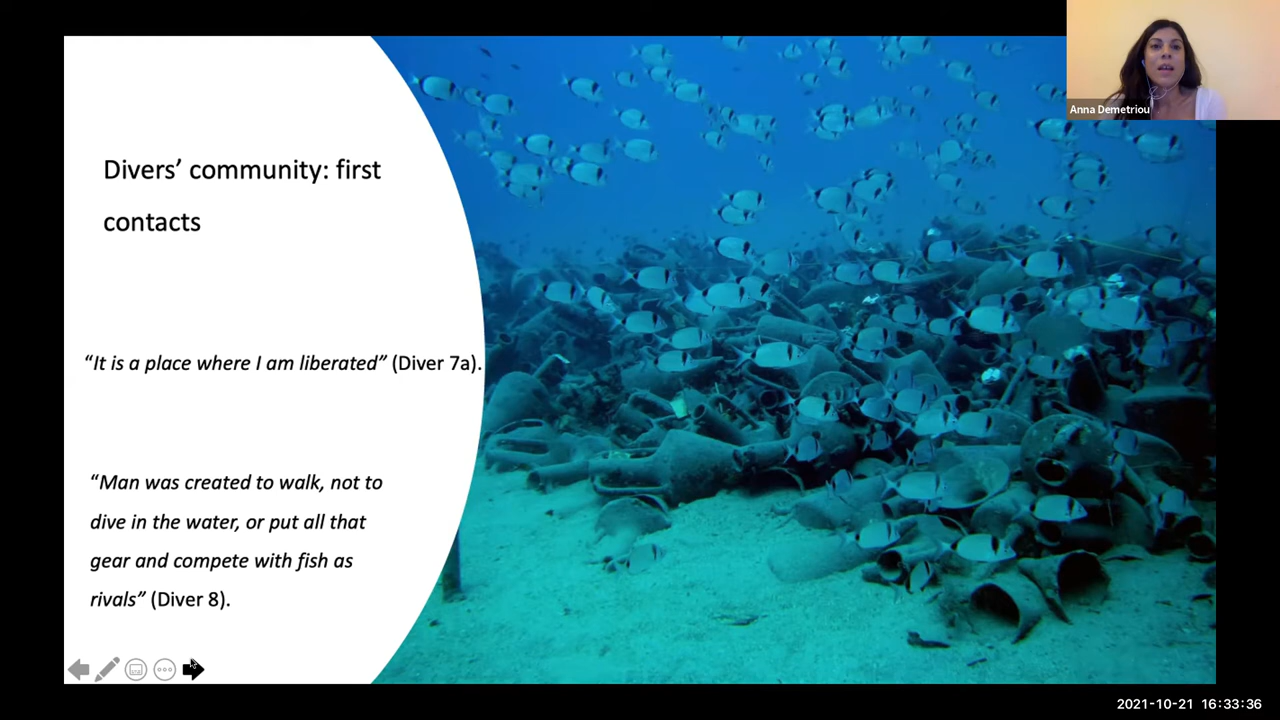 Anna Demetriou
Divers’ community: first
contacts
“It is a place where I am liberated” (Diver 7a).
“Man was created to walk, not to
dive in the water, or put all that
gear and compete with fish as
rivals” (Diver 8).
2021-10-21 16:33:36